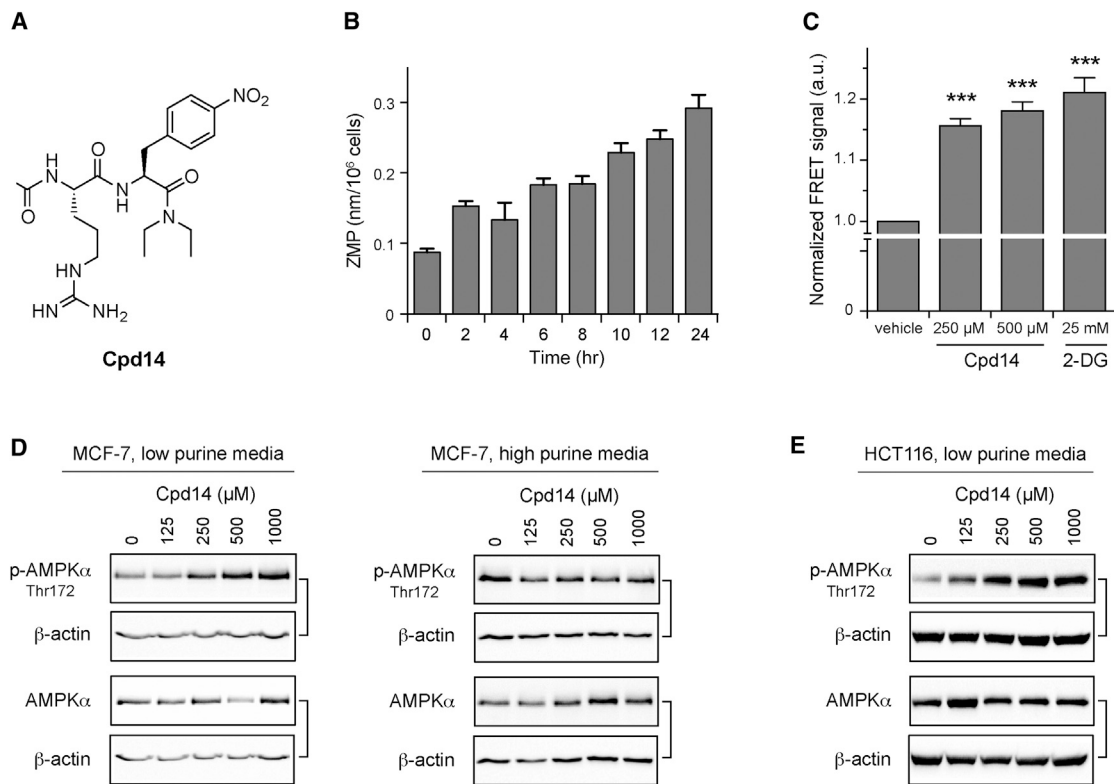 A
NO₂
H
N
O
N
H
O
O
N
HN
HN
NH₂
Cpd14
B
ZMP (nm/10⁶ cells)
0.3
0.2
0.1
0
0 2 4 6 8 10 12 24
Time (hr)
C
Normalized FRET signal (a.u.)
1.2
1.1
1.0
0
*** *** ***
vehicle 250 µM 500 µM 25 mM
Cpd14 2-DG
D
MCF-7, low purine media
Cpd14 (µM)
0 125 250 500 1000
p-AMPKα
Thr172
β-actin
AMPKα
β-actin
MCF-7, high purine media
Cpd14 (µM)
0 125 250 500 1000
p-AMPKα
Thr172
β-actin
AMPKα
β-actin
E
HCT116, low purine media
Cpd14 (µM)
0 125 250 500 1000
p-AMPKα
Thr172
β-actin
AMPKα
β-actin